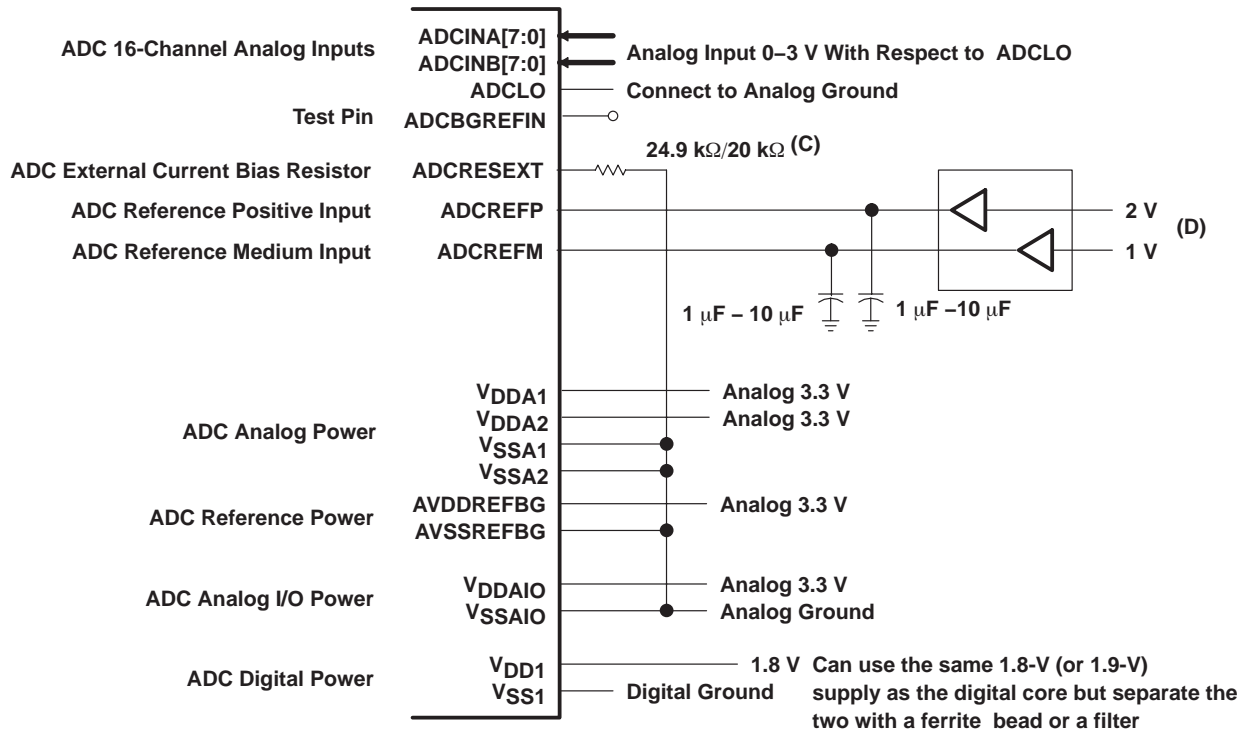 ADC 16-Channel Analog Inputs
ADCINA[7:0]
ADCINB[7:0]
Analog Input 0–3 V With Respect to ADCLO
ADCLO
Connect to Analog Ground
Test Pin
ADCBGREFIN
24.9 kΩ/20 kΩ (C)
ADC External Current Bias Resistor
ADCRESEXT
ADC Reference Positive Input
ADCREFP
2 V
(D)
ADC Reference Medium Input
ADCREFM
1 V
1 μF – 10 μF
1 μF –10 μF
ADC Analog Power
VDDA1
Analog 3.3 V
VDDA2
Analog 3.3 V
VSSA1
VSSA2
ADC Reference Power
AVDDREFBG
Analog 3.3 V
AVSSREFBG
ADC Analog I/O Power
VDDAIO
Analog 3.3 V
VSSAIO
Analog Ground
ADC Digital Power
VDD1
1.8 V
Can use the same 1.8-V (or 1.9-V)
supply as the digital core but separate the
two with a ferrite bead or a filter
VSS1
Digital Ground